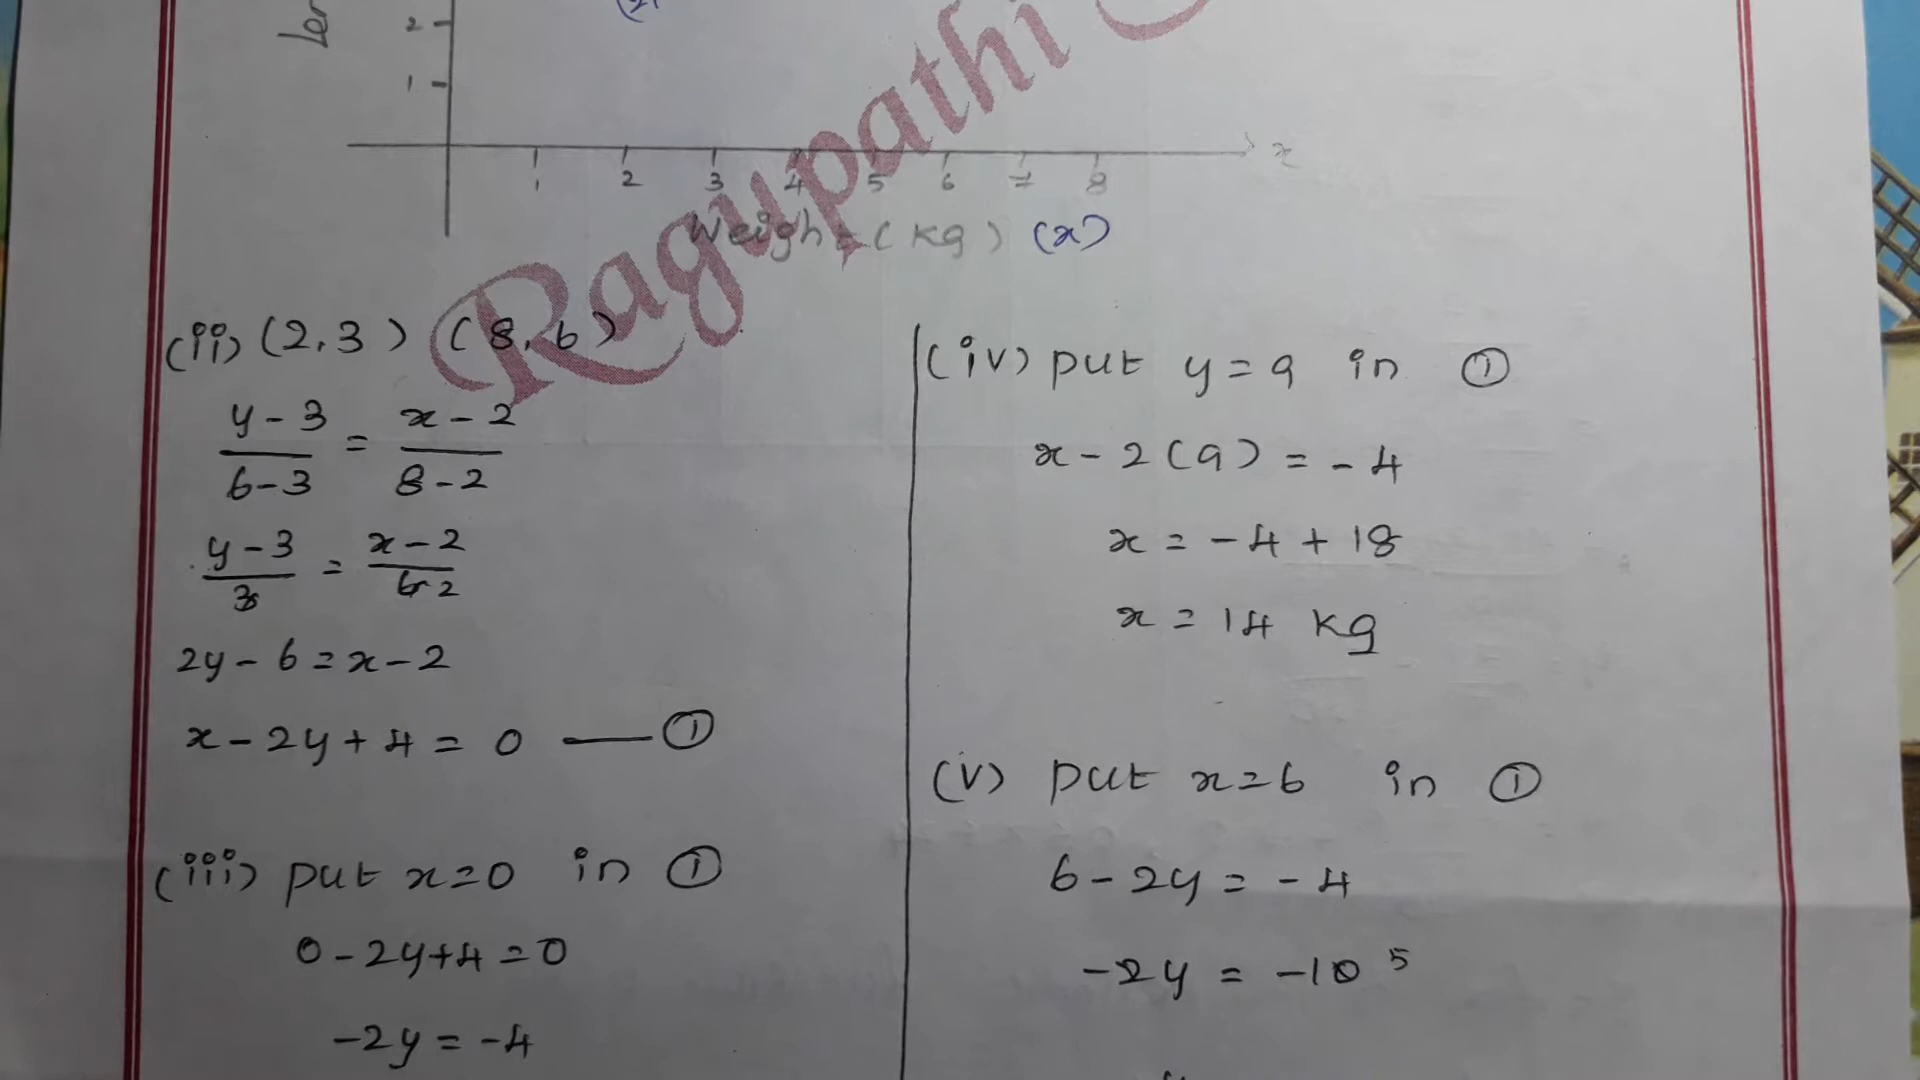 2
1
x
1 2 3 4 5 6 7 8
Weight (kg) (x)
Ragupathi
(ii) (2,3) (8,6)
y-3/6-3 = x-2/8-2
y-3/3 = x-2/6 2
2y-6=x-2
x-2y+4=0 — ①
(iii) put x=0 in ①
0-2y+4=0
-2y=-4
(iv) put y=9 in ①
x-2(9)=-4
x=-4+18
x=14 kg
(v) put x=6 in ①
6-2y=-4
-2y=-10 5